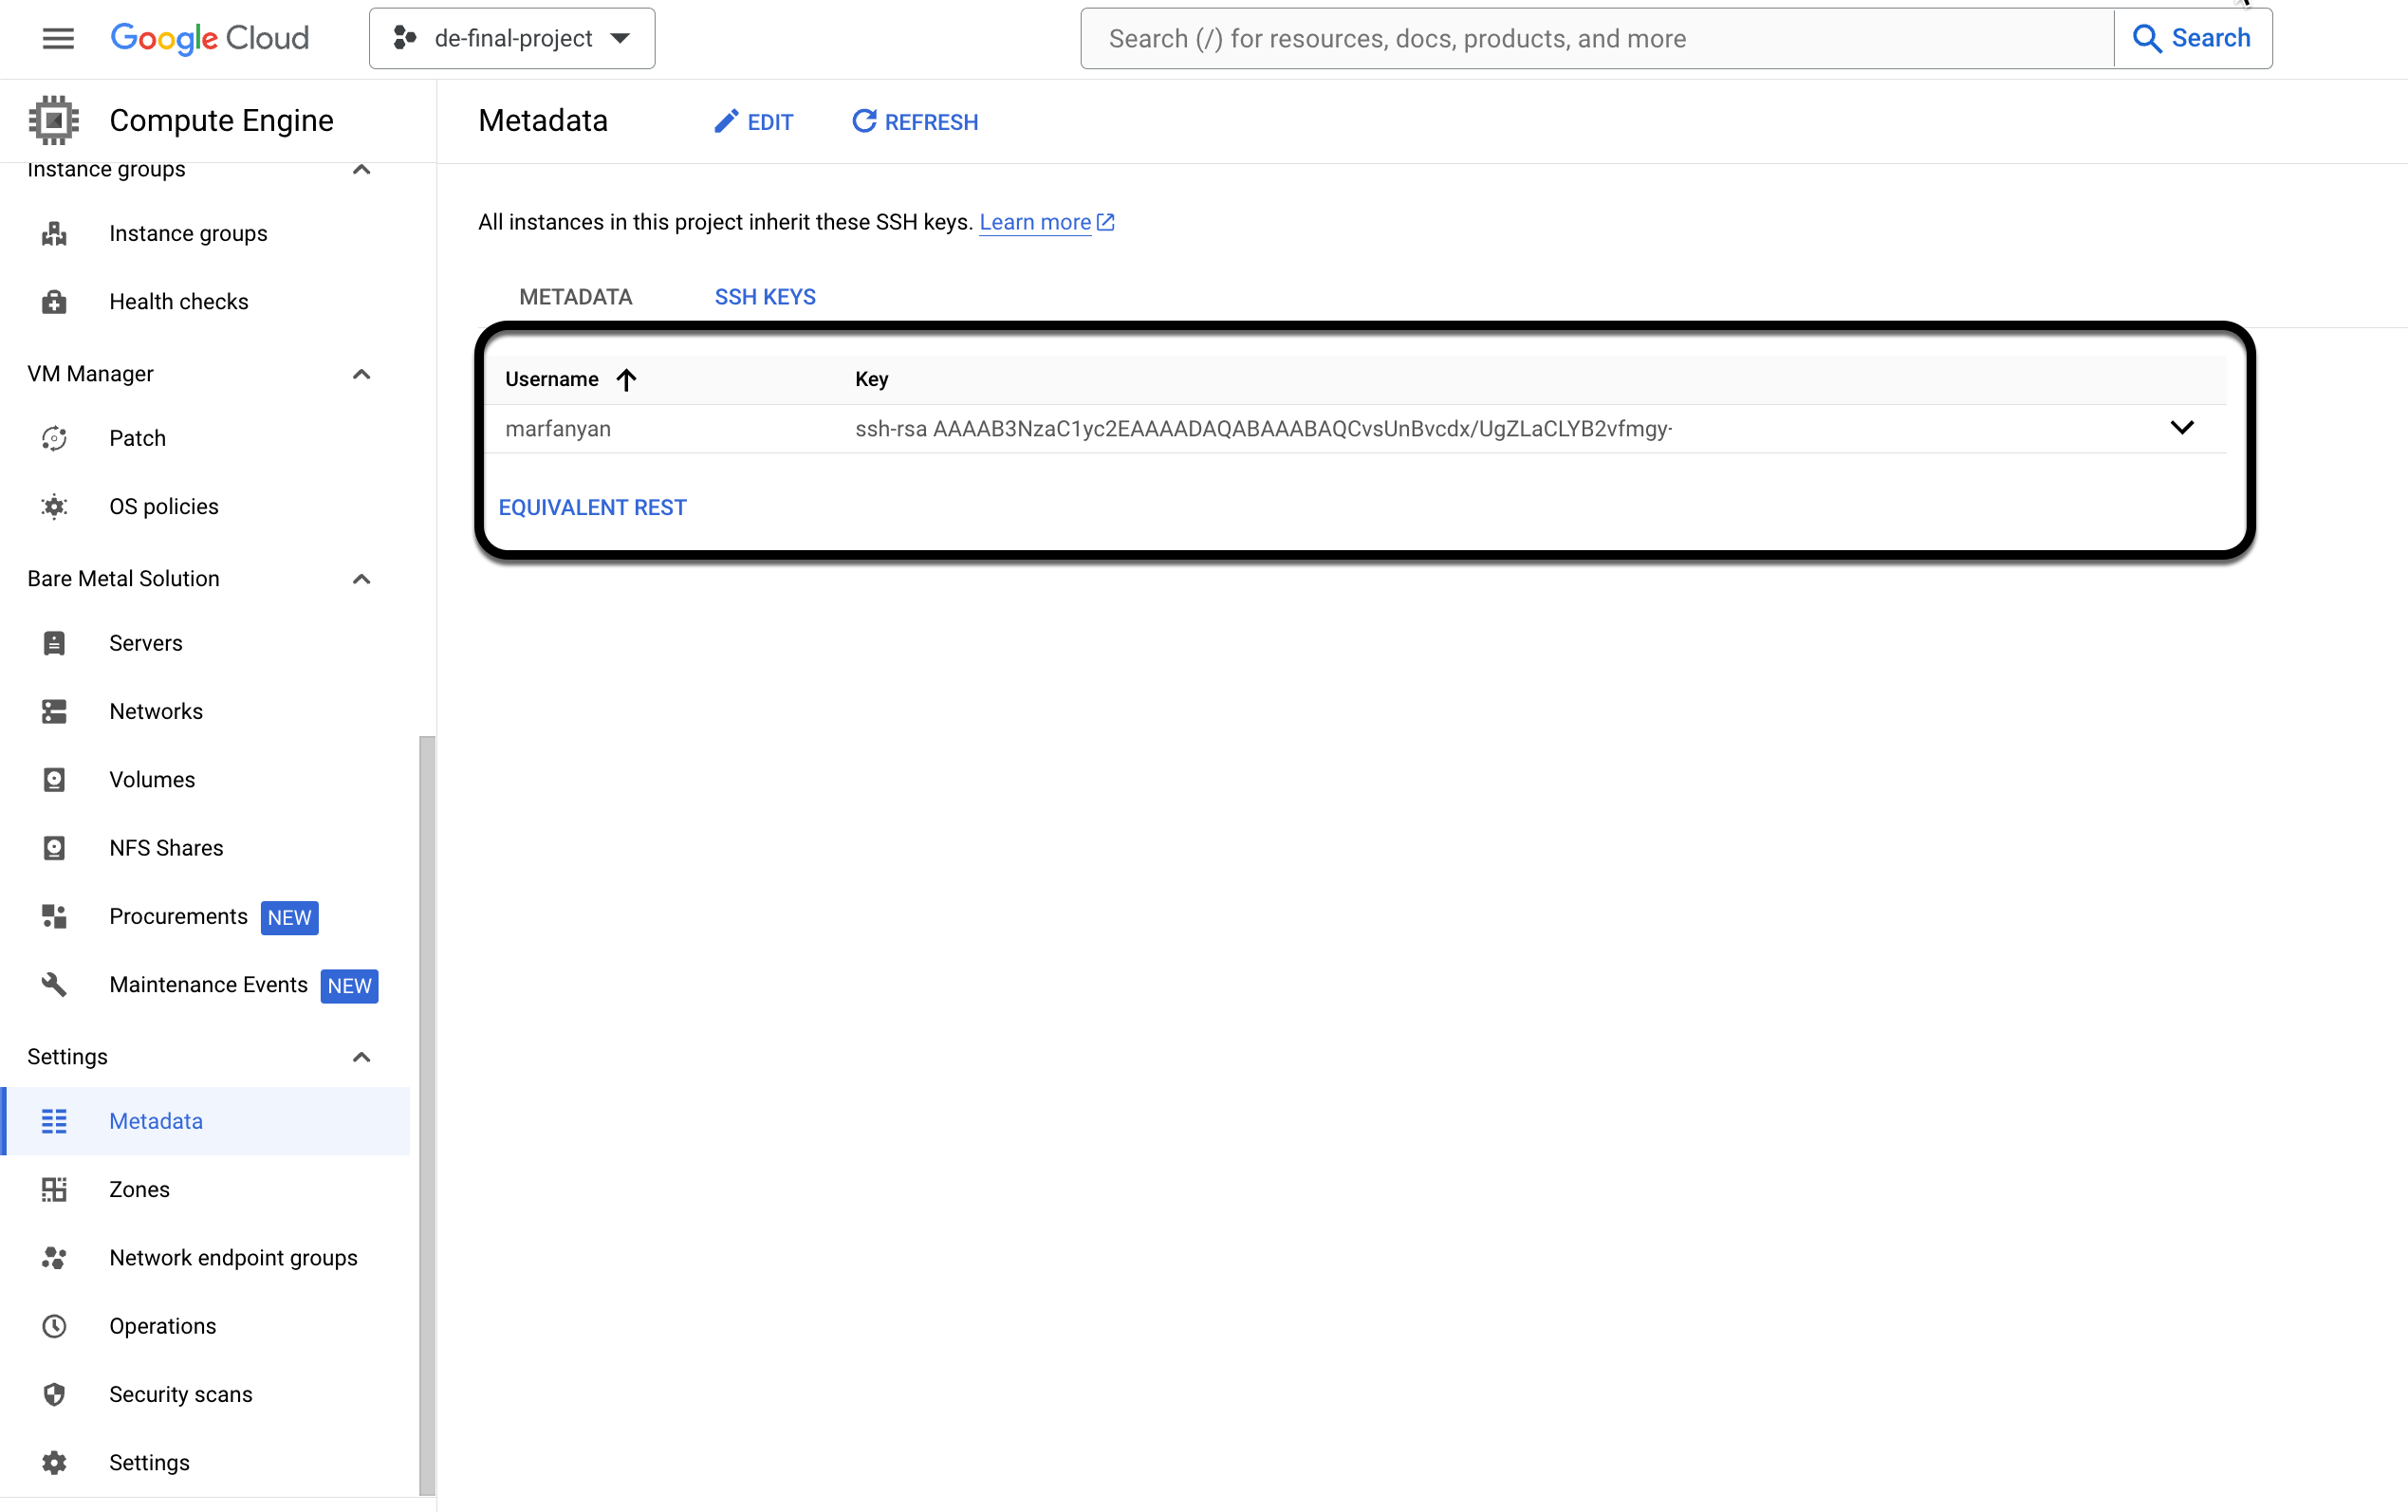 Google Cloud
de-final-project
Search (/) for resources, docs, products, and more
Search
Compute Engine
Instance groups
Instance groups
Health checks
VM Manager
Patch
OS policies
Bare Metal Solution
Servers
Networks
Volumes
NFS Shares
Procurements NEW
Maintenance Events NEW
Settings
Metadata
Zones
Network endpoint groups
Operations
Security scans
Settings
Metadata
EDIT
REFRESH
All instances in this project inherit these SSH keys. Learn more
METADATA
SSH KEYS
Username Key
marfanyan ssh-rsa AAAAB3NzaC1yc2EAAAADAQABAAABAQCvsUnBvcdx/UgZLaCLYB2vfmgy-
EQUIVALENT REST